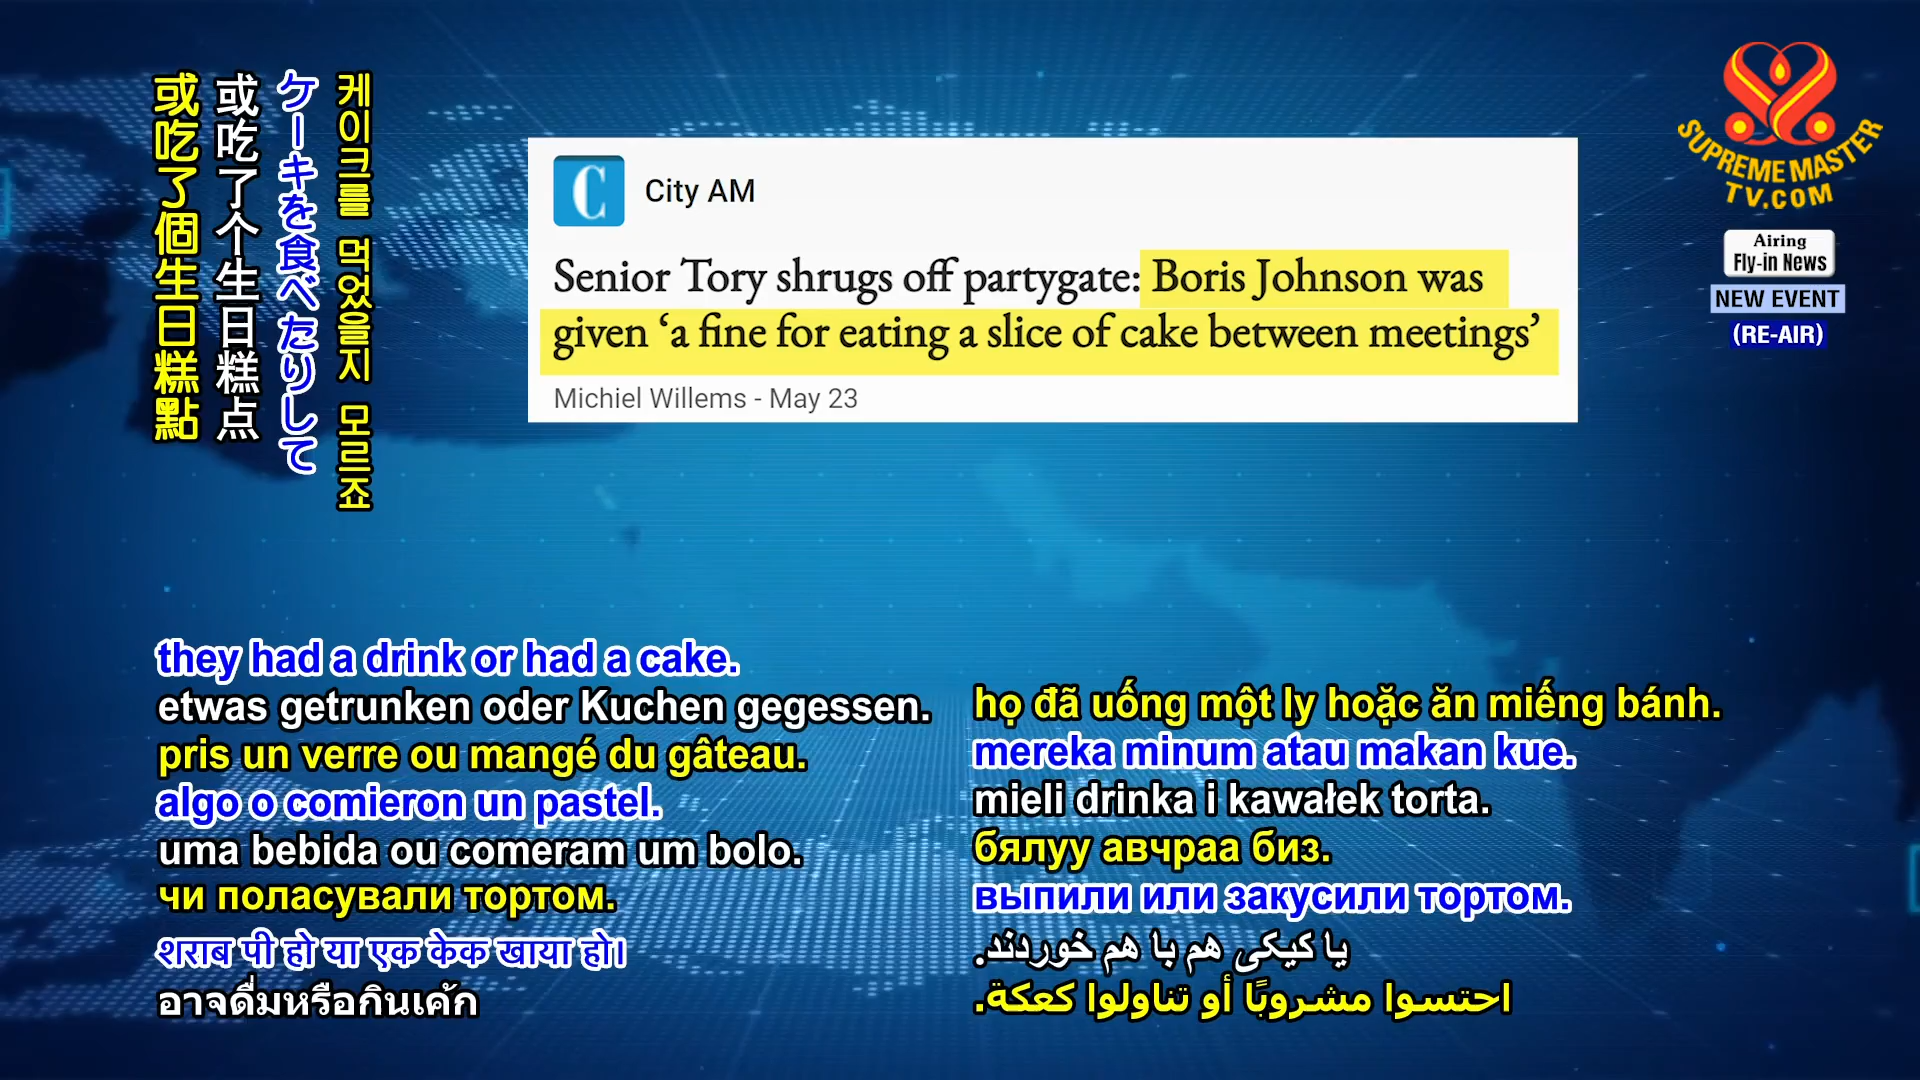 或吃了個生日糕點
或吃了个生日糕点
ケーキを食べたりして
케이크를 먹었을지 모르죠
City AM
Senior Tory shrugs off partygate: Boris Johnson was
given ‘a fine for eating a slice of cake between meetings’
Michiel Willems - May 23
SUPREME MASTER
TV.COM
Airing
Fly-in News
NEW EVENT
(RE-AIR)
they had a drink or had a cake.
etwas getrunken oder Kuchen gegessen.
pris un verre ou mangé du gâteau.
algo o comieron un pastel.
uma bebida ou comeram um bolo.
чи поласували тортом.
शराब पी हो या एक केक खाया हो।
อาจดื่มหรือกินเค้ก
họ đã uống một ly hoặc ăn miếng bánh.
mereka minum atau makan kue.
mieli drinka i kawałek torta.
бялуу авчраа биз.
выпили или закусили тортом.
یا کیکی هم با هم خوردند.
احتسوا مشروبًا أو تناولوا كعكة.